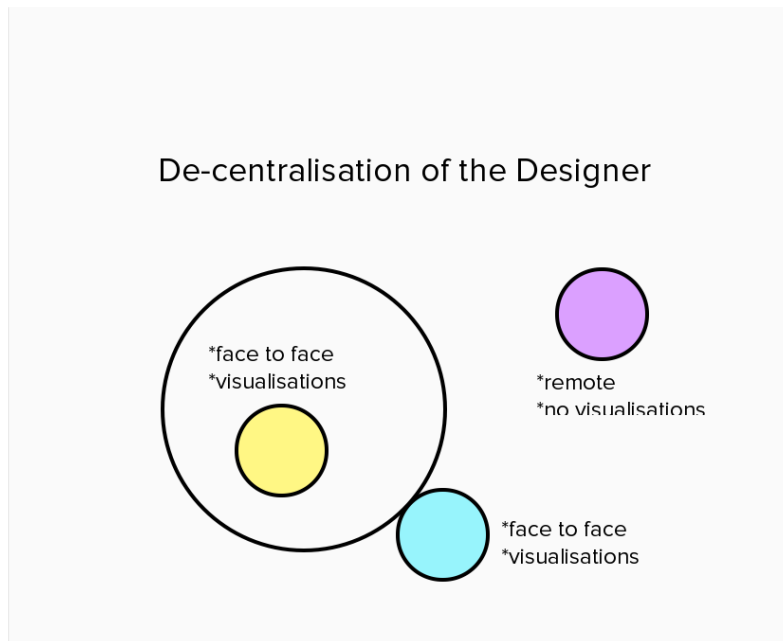 De-centralisation of the Designer
*face to face
*visualisations
*remote
*no visualisations
*face to face
*visualisations